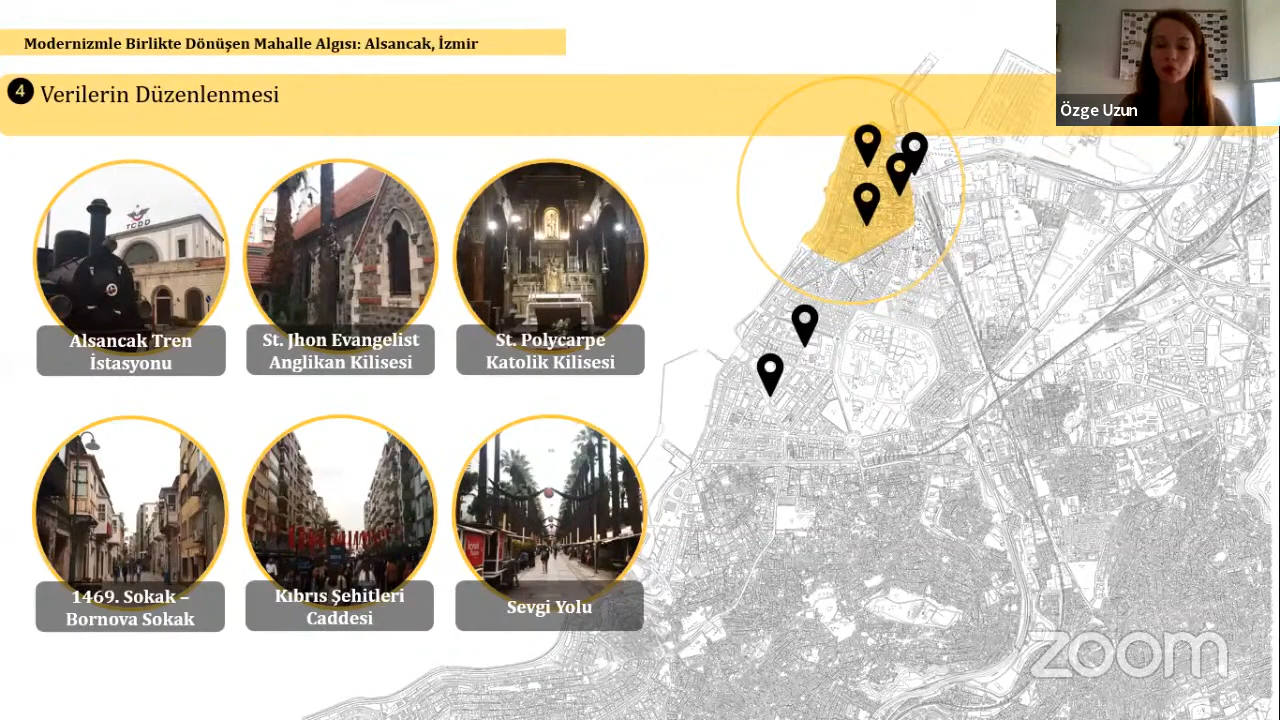 Modernizmle Birlikte Dönüşen Mahalle Algısı: Alsancak, İzmir
4 Verilerin Düzenlenmesi
Özge Uzun
TCDD
Alsancak Tren
İstasyonu
St. Jhon Evangelist
Anglikan Kilisesi
St. Polycarpe
Katolik Kilisesi
1469. Sokak –
Bornova Sokak
Kıbrıs Şehitleri
Caddesi
Sevgi Yolu
zoom